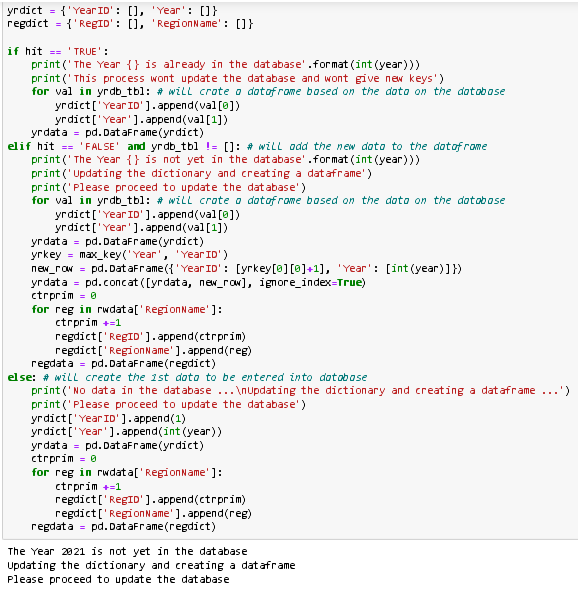 yrdict = {'YearID': [], 'Year': []}
regdict = {'RegID': [], 'RegionName': []}

if hit == 'TRUE':
    print('The Year {} is already in the database'.format(int(year)))
    print('This process wont update the database and wont give new keys')
    for val in yrdb_tbl: # will crate a dataframe based on the data on the database
        yrdict['YearID'].append(val[0])
        yrdict['Year'].append(val[1])
    yrdata = pd.DataFrame(yrdict)
elif hit == 'FALSE' and yrdb_tbl != []: # will add the new data to the dataframe
    print('The Year {} is not yet in the database'.format(int(year)))
    print('Updating the dictionary and creating a dataframe')
    print('Please proceed to update the database')
    for val in yrdb_tbl: # will crate a dataframe based on the data on the database
        yrdict['YearID'].append(val[0])
        yrdict['Year'].append(val[1])
    yrdata = pd.DataFrame(yrdict)
    yrkey = max_key('Year', 'YearID')
    new_row = pd.DataFrame({'YearID': [yrkey[0][0]+1], 'Year': [int(year)]})
    yrdata = pd.concat([yrdata, new_row], ignore_index=True)
    ctrprim = 0
    for reg in rwdata['RegionName']:
        ctrprim +=1
        regdict['RegID'].append(ctrprim)
        regdict['RegionName'].append(reg)
    regdata = pd.DataFrame(regdict)
else: # will create the 1st data to be entered into database
    print('No data in the database ...\nUpdating the dictionary and creating a dataframe ...')
    print('Please proceed to update the database')
    yrdict['YearID'].append(1)
    yrdict['Year'].append(int(year))
    yrdata = pd.DataFrame(yrdict)
    ctrprim = 0
    for reg in rwdata['RegionName']:
        ctrprim +=1
        regdict['RegID'].append(ctrprim)
        regdict['RegionName'].append(reg)
    regdata = pd.DataFrame(regdict)

The Year 2021 is not yet in the database
Updating the dictionary and creating a dataframe
Please proceed to update the database